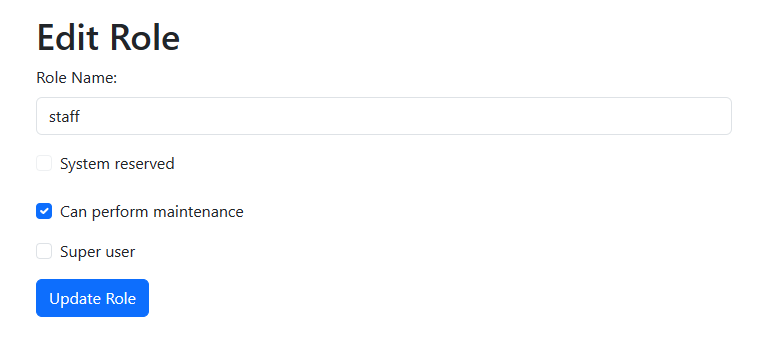 Edit Role
Role Name:
staff
System reserved
Can perform maintenance
Super user
Update Role